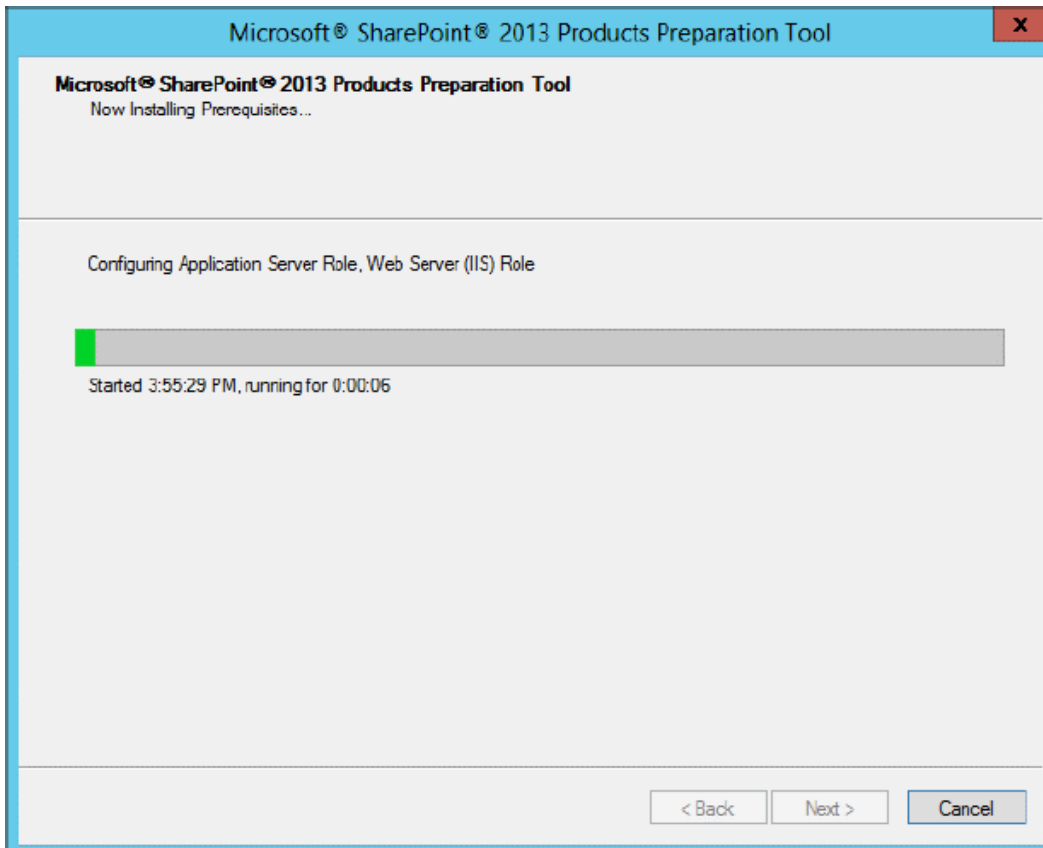 Microsoft® SharePoint® 2013 Products Preparation Tool
X
Microsoft® SharePoint® 2013 Products Preparation Tool
Now Installing Prerequisites...
Configuring Application Server Role, Web Server (IIS) Role
Started 3:55:29 PM, running for 0:00:06
< Back Next > Cancel